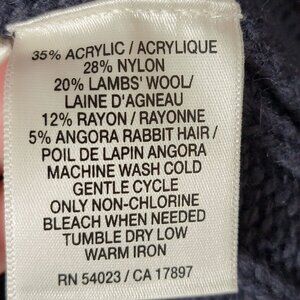 35% ACRYLIC / ACRYLIQUE
28% NYLON
20% LAMBS' WOOL/
LAINE D'AGNEAU
12% RAYON / RAYONNE
5% ANGORA RABBIT HAIR /
POIL DE LAPIN ANGORA
MACHINE WASH COLD
GENTLE CYCLE
ONLY NON-CHLORINE
BLEACH WHEN NEEDED
TUMBLE DRY LOW
WARM IRON
RN 54023 / CA 17897